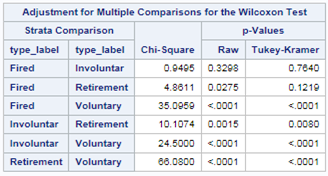 Adjustment for Multiple Comparisons for the Wilcoxon Test
Strata Comparison p-Values
type_label type_label Chi-Square Raw Tukey-Kramer
Fired Involuntar 0.9495 0.3298 0.7640
Fired Retirement 4.8611 0.0275 0.1219
Fired Voluntary 35.0959 <.0001 <.0001
Involuntar Retirement 10.1074 0.0015 0.0080
Involuntar Voluntary 24.5000 <.0001 <.0001
Retirement Voluntary 66.0800 <.0001 <.0001